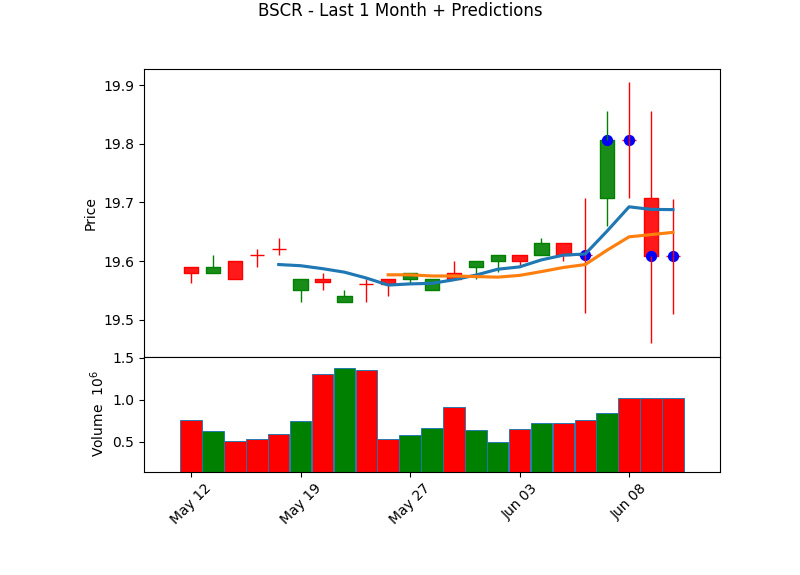 BSCR - Last 1 Month + Predictions
19.9
19.8
19.7
19.6
19.5
Price
1.5
1.0
0.5
Volume 10^6
May 12
May 19
May 27
Jun 03
Jun 08